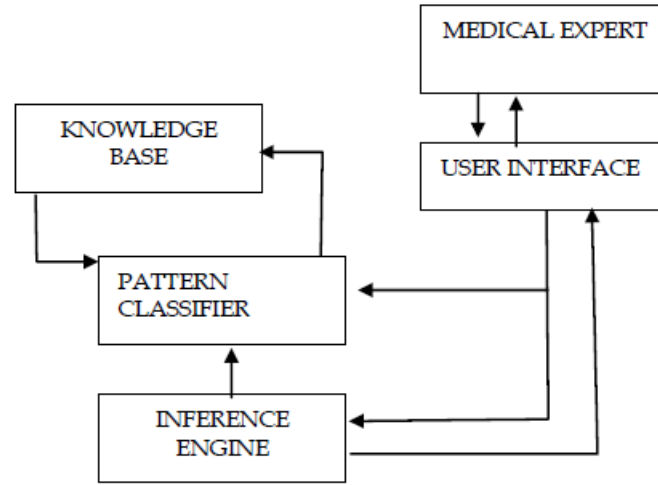 MEDICAL EXPERT
KNOWLEDGE
BASE
USER INTERFACE
PATTERN
CLASSIFIER
INFERENCE
ENGINE